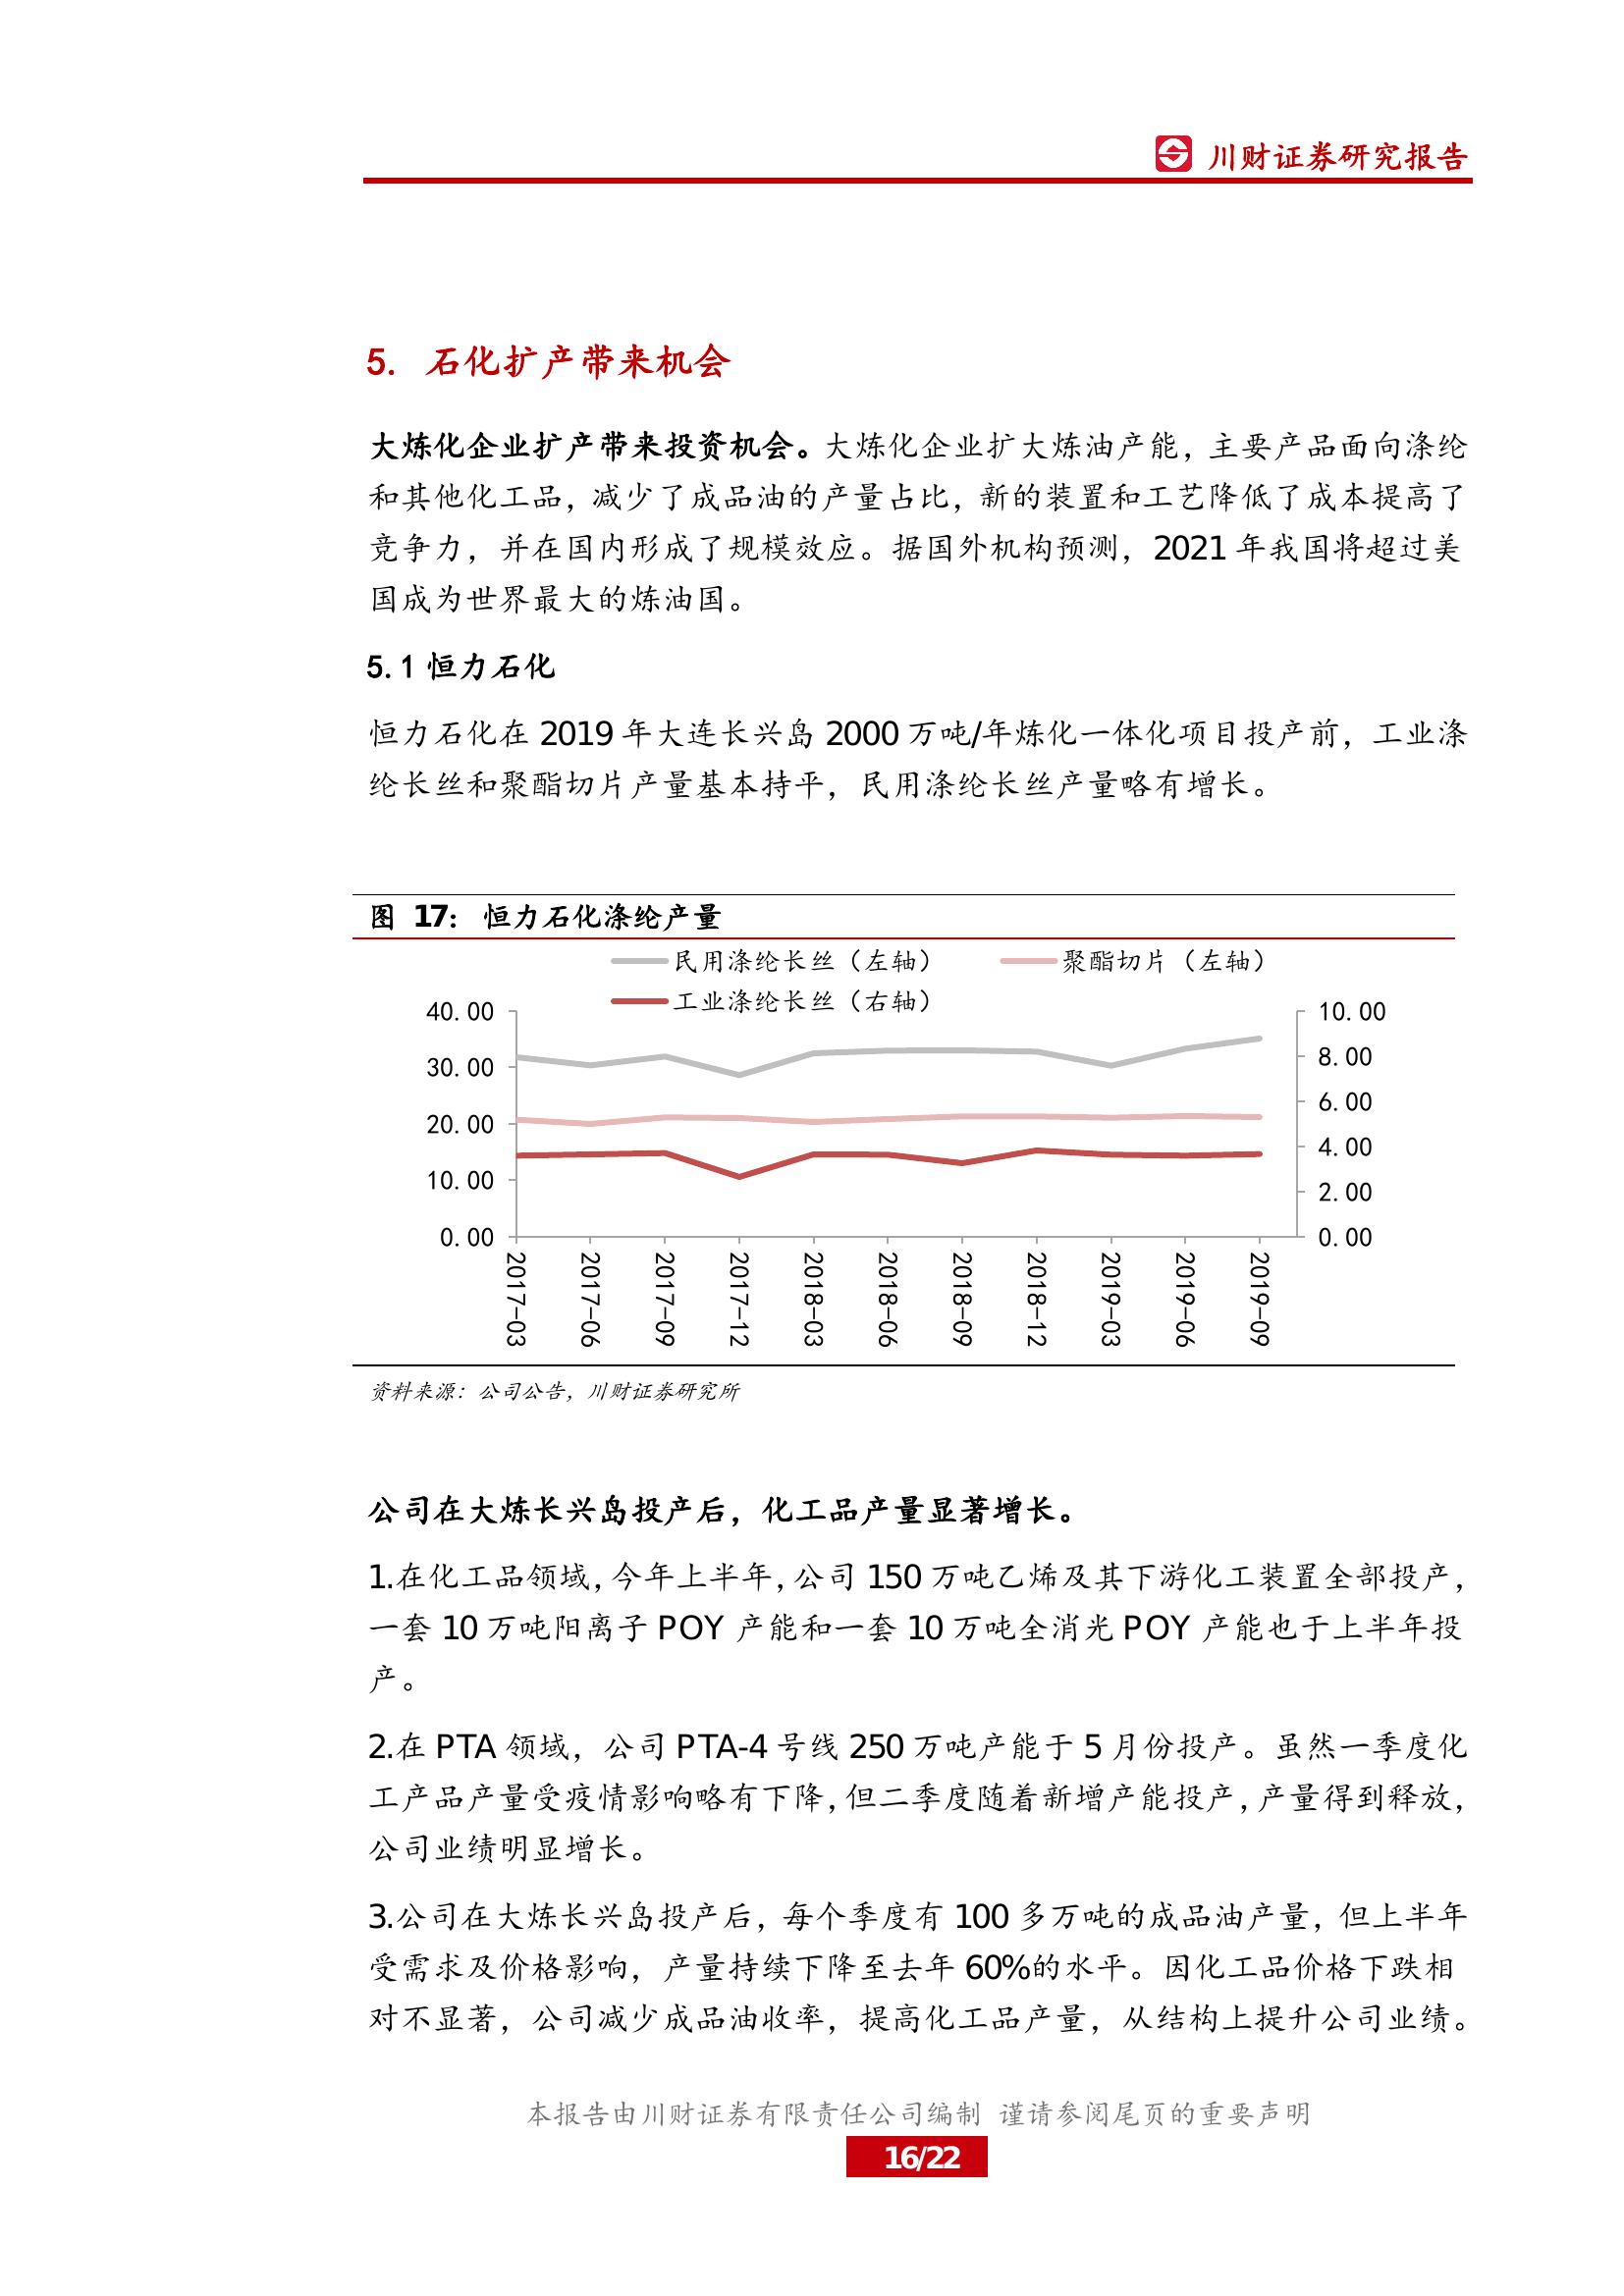 川财证券研究报告
5. 石化扩产带来机会
大炼化企业扩产带来投资机会。大炼化企业扩大炼油产能，主要产品面向涤纶
和其他化工品，减少了成品油的产量占比，新的装置和工艺降低了成本提高了
竞争力，并在国内形成了规模效应。据国外机构预测，2021 年我国将超过美
国成为世界最大的炼油国。
5.1 恒力石化
恒力石化在 2019 年大连长兴岛 2000 万吨/年炼化一体化项目投产前，工业涤
纶长丝和聚酯切片产量基本持平，民用涤纶长丝产量略有增长。
图 17： 恒力石化涤纶产量
民用涤纶长丝（左轴） 聚酯切片（左轴）
工业涤纶长丝（右轴）
40.00 10.00
30.00 8.00
20.00 6.00
10.00 4.00
0.00 2.00
0.00
2017-03 2017-06 2017-09 2017-12 2018-03 2018-06 2018-09 2018-12 2019-03 2019-06 2019-09
资料来源：公司公告，川财证券研究所
公司在大炼长兴岛投产后，化工品产量显著增长。
1.在化工品领域，今年上半年，公司 150 万吨乙烯及其下游化工装置全部投产，
一套 10 万吨阳离子 POY 产能和一套 10 万吨全消光 POY 产能也于上半年投
产。
2.在 PTA 领域，公司 PTA-4 号线 250 万吨产能于 5 月份投产。虽然一季度化
工产品产量受疫情影响略有下降，但二季度随着新增产能投产，产量得到释放，
公司业绩明显增长。
3.公司在大炼长兴岛投产后，每个季度有 100 多万吨的成品油产量，但上半年
受需求及价格影响，产量持续下降至去年 60%的水平。因化工品价格下跌相
对不显著，公司减少成品油收率，提高化工品产量，从结构上提升公司业绩。
本报告由川财证券有限责任公司编制 谨请参阅尾页的重要声明
16/22